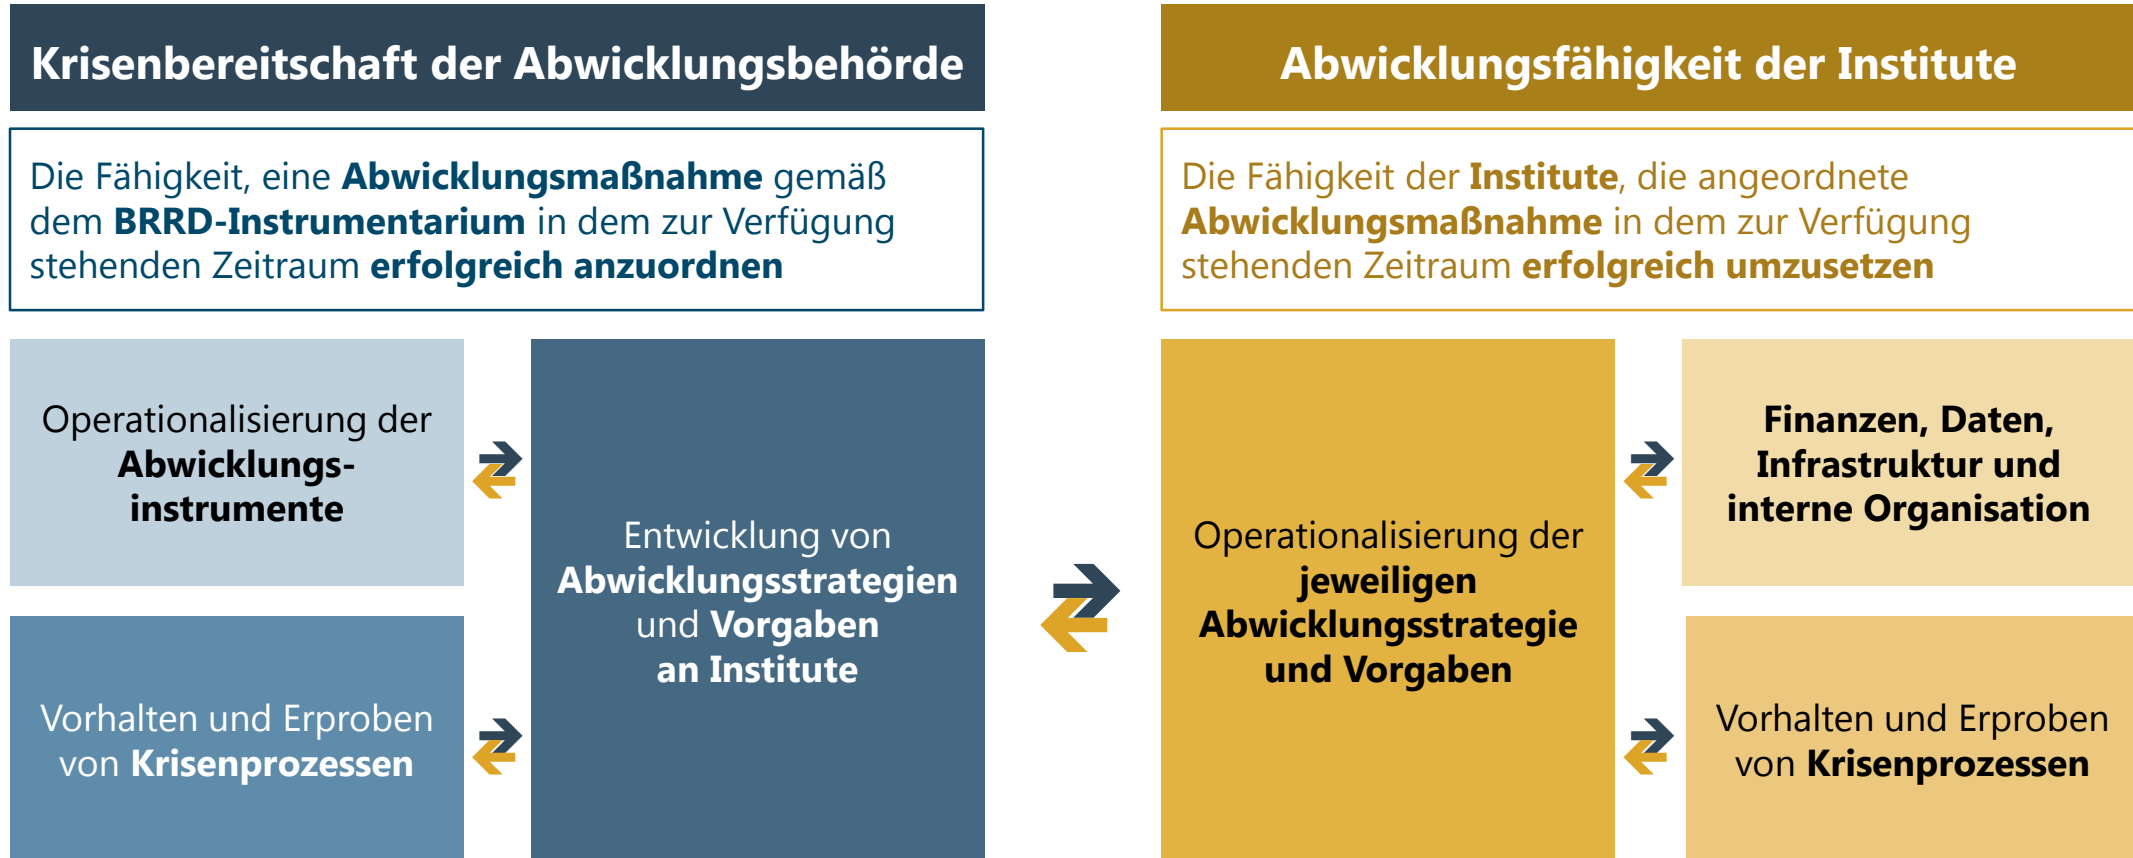 Krisenbereitschaft der Abwicklungsbehörde
Die Fähigkeit, eine Abwicklungsmaßnahme gemäß
dem BRRD-Instrumentarium in dem zur Verfügung
stehenden Zeitraum erfolgreich anzuordnen
Operationalisierung der
Abwicklungs-
instrumente
Vorhalten und Erproben
von Krisenprozessen
Entwicklung von
Abwicklungsstrategien
und Vorgaben
an Institute
Abwicklungsfähigkeit der Institute
Die Fähigkeit der Institute, die angeordnete
Abwicklungsmaßnahme in dem zur Verfügung
stehenden Zeitraum erfolgreich umzusetzen
Operationalisierung der
jeweiligen
Abwicklungsstrategie
und Vorgaben
Finanzen, Daten,
Infrastruktur und
interne Organisation
Vorhalten und Erproben
von Krisenprozessen